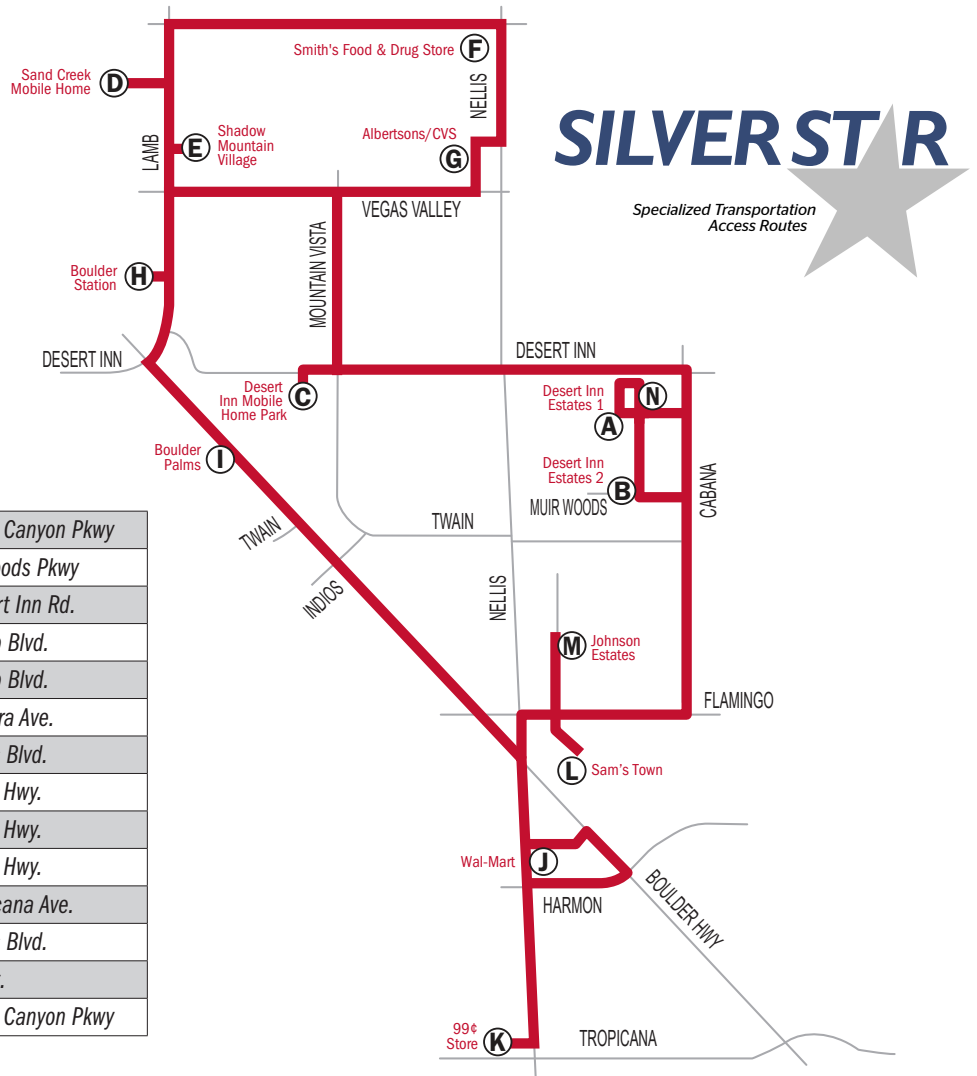 Smith's Food & Drug Store
F
Sand Creek
Mobile Home
D
NELLIS
LAMB
E
Shadow
Mountain
Village
Albertsons/CVS
G
SILVER STAR
Specialized Transportation
Access Routes
VEGAS VALLEY
MOUNTAIN VISTA
Boulder
Station
H
DESERT INN
DESERT INN
Desert
Inn Mobile
Home Park
C
Desert Inn
Estates 1
N
A
Boulder
Palms
I
Desert Inn
Estates 2
B
MUIR WOODS
CABANA
TWAIN
TWAIN
INDIOS
NELLIS
M
Johnson
Estates
FLAMINGO
L
Sam's Town
Wal-Mart
J
HARMON
BOULDER HWY
99¢
Store
K
TROPICANA
Canyon Pkwy
ods Pkwy
rt Inn Rd.
Blvd.
Blvd.
ra Ave.
Blvd.
Hwy.
Hwy.
Hwy.
cana Ave.
Blvd.
Canyon Pkwy